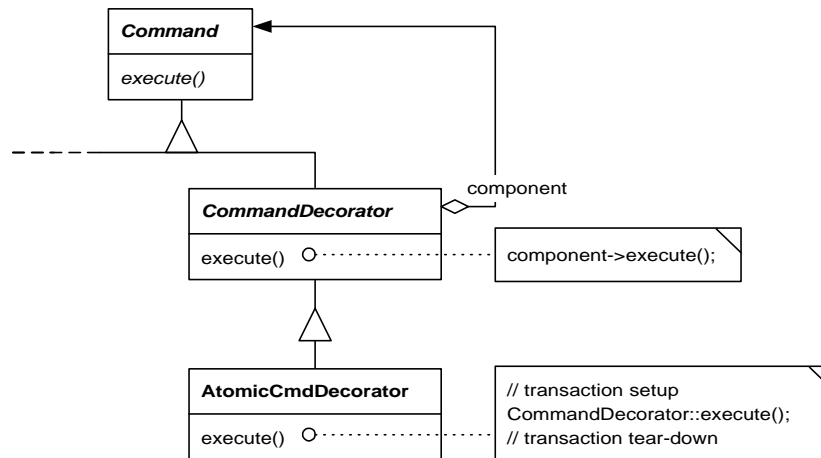 Command
execute()
component
CommandDecorator
execute()
component->execute();
AtomicCmdDecorator
execute()
// transaction setup
CommandDecorator::execute();
// transaction tear-down